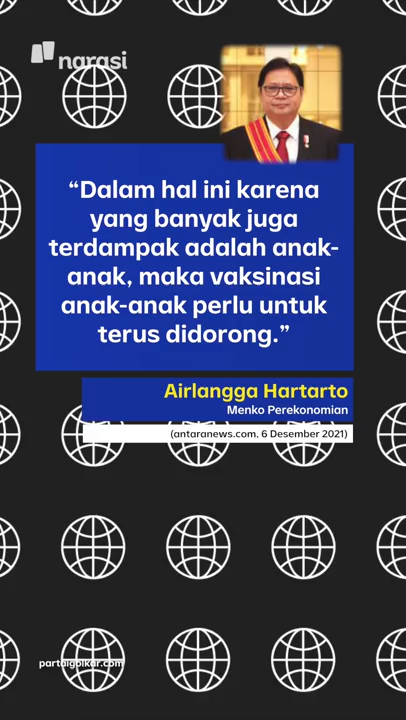 narasi
“Dalam hal ini karena
yang banyak juga
terdampak adalah anak-
anak, maka vaksinasi
anak-anak perlu untuk
terus didorong.”
Airlangga Hartarto
Menko Perekonomian
(antaranews.com, 6 Desember 2021)
partaigolkar.com